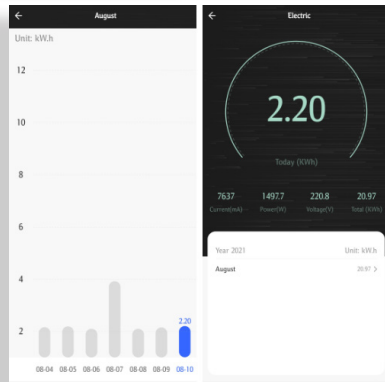 August
Unit: kW.h
12
10
8
6
4
2
2.20
08-04 08-05 08-06 08-07 08-08 08-09 08-10
Electric
2.20
Today (KWh)
7637 1497.7 220.8 20.97
Current(mA) Power(W) Voltage(V) Total (KWh)
Year 2021 Unit: kW.h
August 20.97 >